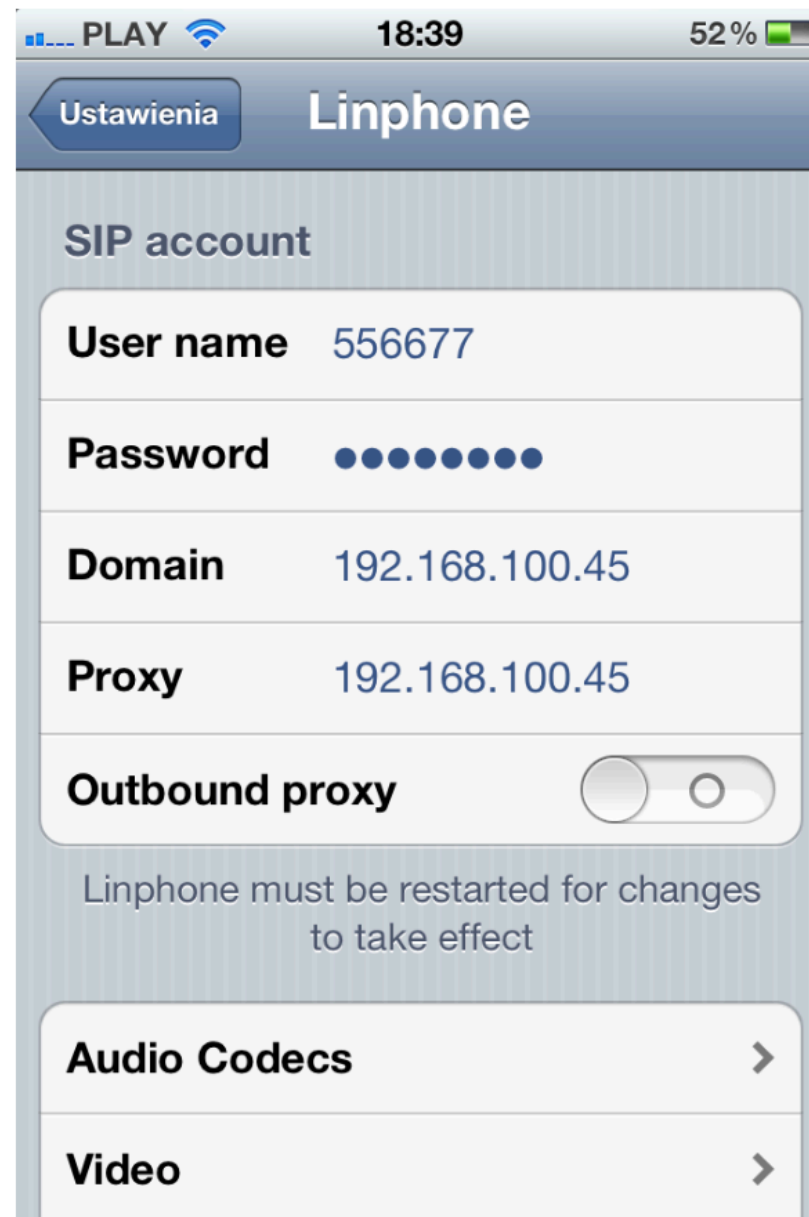 PLAY 18:39 52%
Ustawienia Linphone
SIP account
User name 556677
Password ●●●●●●●●
Domain 192.168.100.45
Proxy 192.168.100.45
Outbound proxy
Linphone must be restarted for changes
to take effect
Audio Codecs
Video